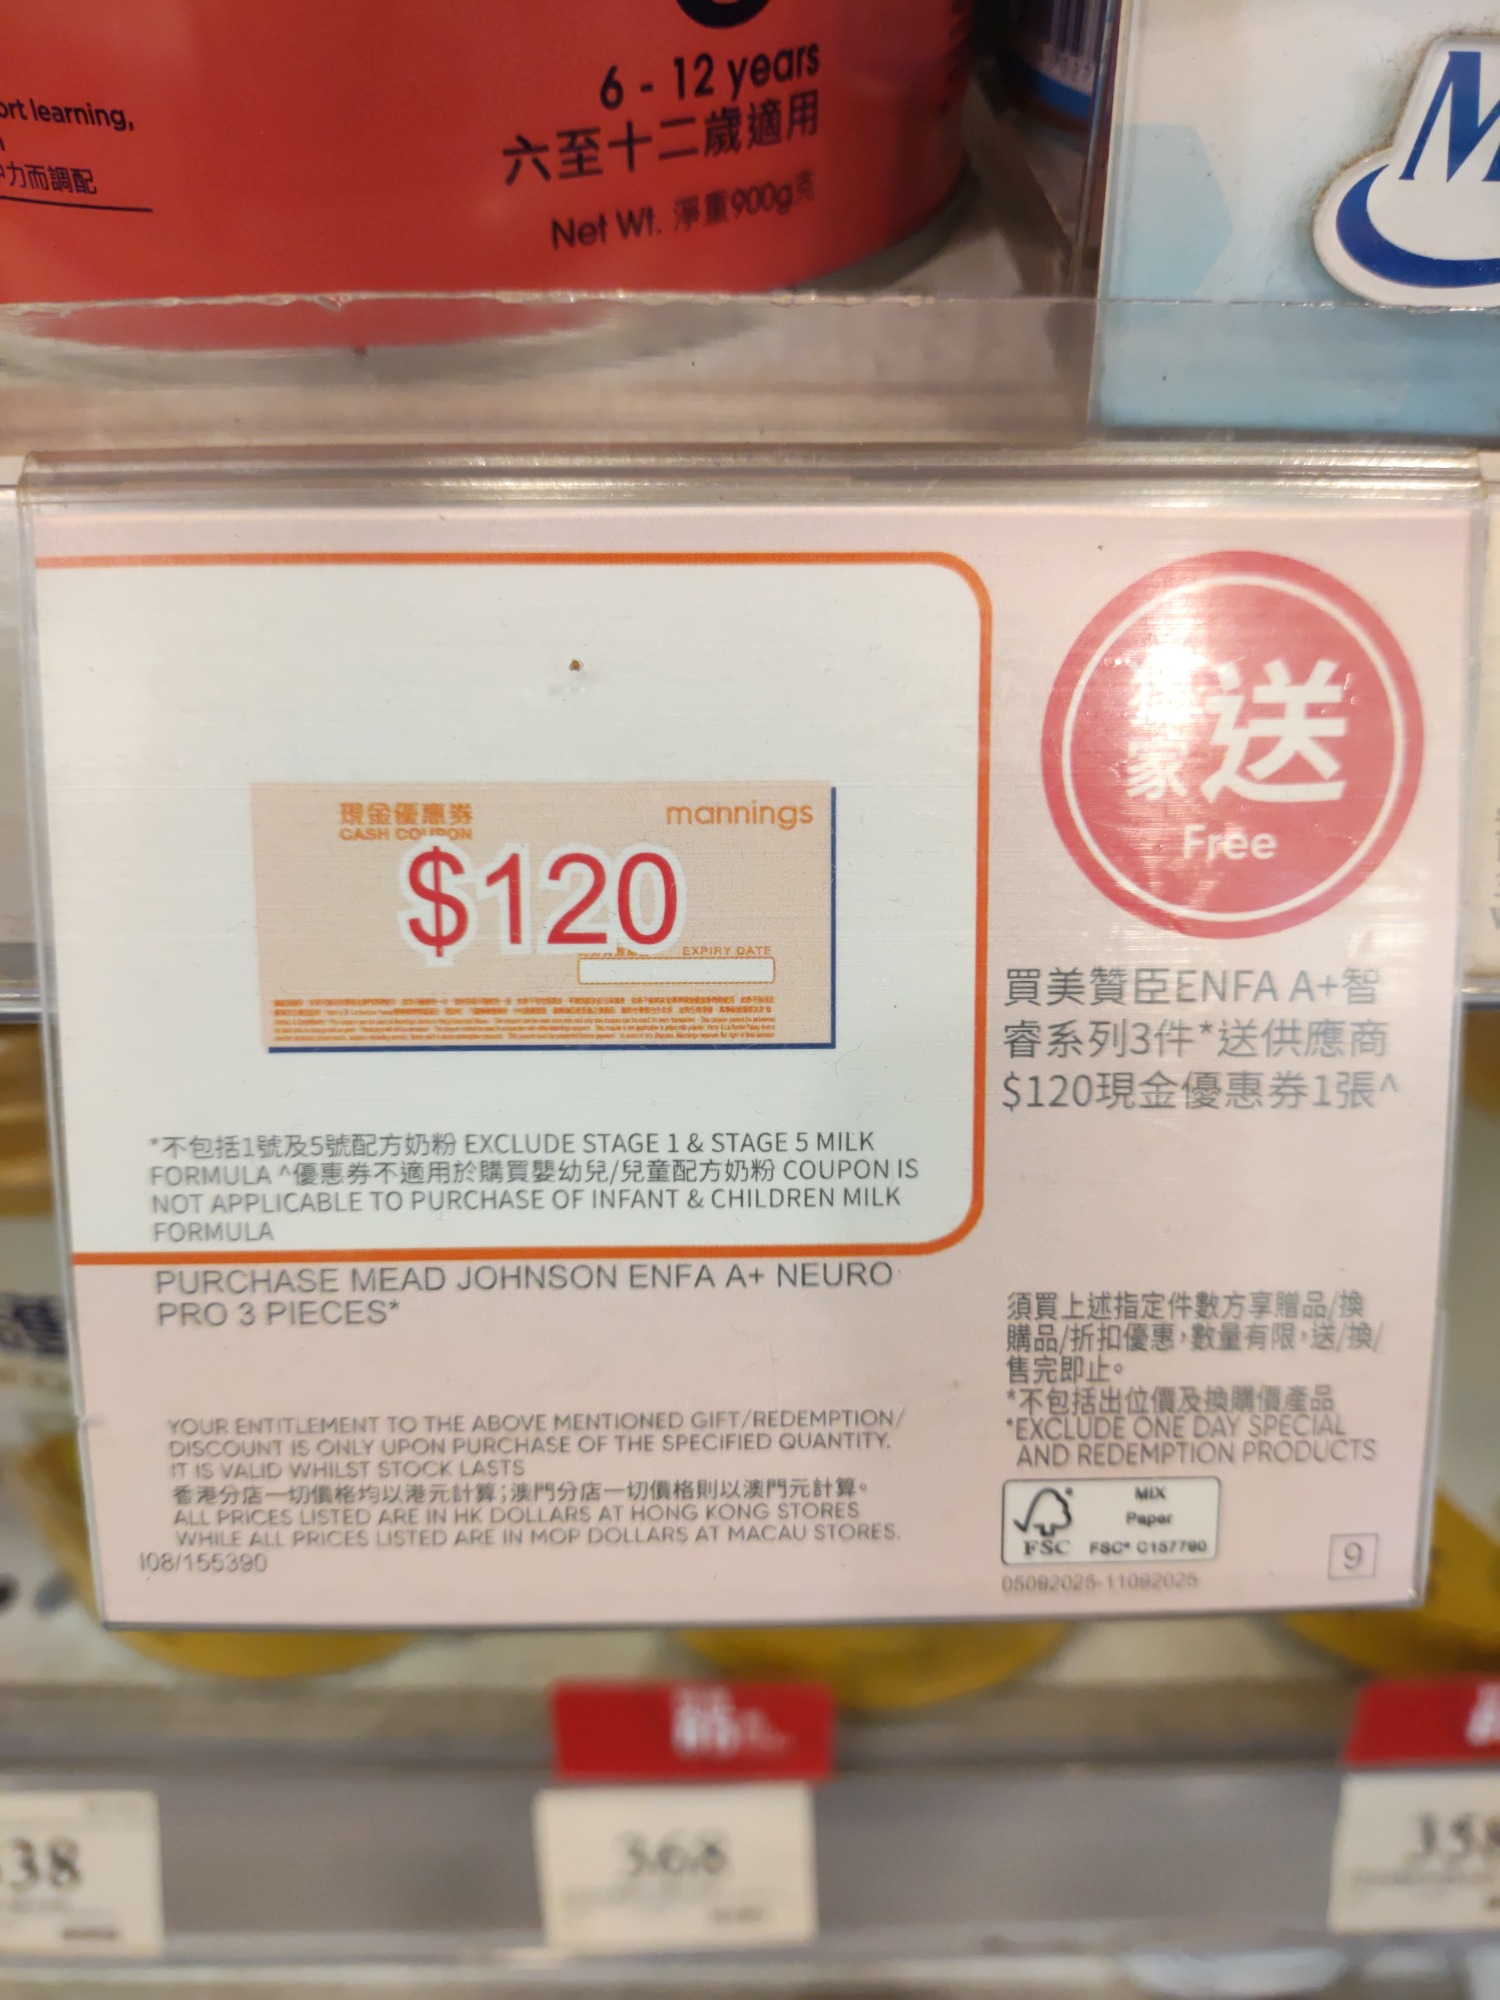 ort learning,
力而調配
6 - 12 years
六至十二歲適用
Net Wt. 淨重900g克
M
現金優惠券
CASH COUPON
mannings
$120
EXPIRY DATE
*不包括1號及5號配方奶粉 EXCLUDE STAGE 1 & STAGE 5 MILK
FORMULA ^優惠券不適用於購買嬰幼兒/兒童配方奶粉 COUPON IS
NOT APPLICABLE TO PURCHASE OF INFANT & CHILDREN MILK
FORMULA
PURCHASE MEAD JOHNSON ENFA A+ NEURO
PRO 3 PIECES*
YOUR ENTITLEMENT TO THE ABOVE MENTIONED GIFT/REDEMPTION/
DISCOUNT IS ONLY UPON PURCHASE OF THE SPECIFIED QUANTITY.
IT IS VALID WHILST STOCK LASTS
香港分店一切價格均以港元計算;澳門分店一切價格則以澳門元計算。
ALL PRICES LISTED ARE IN HK DOLLARS AT HONG KONG STORES
WHILE ALL PRICES LISTED ARE IN MOP DOLLARS AT MACAU STORES.
I08/155390
家送
Free
買美贊臣ENFA A+智
睿系列3件*送供應商
$120現金優惠券1張^
須買上述指定件數方享贈品/換
購品/折扣優惠,數量有限,送/換/
售完即止。
*不包括出位價及換購價產品
*EXCLUDE ONE DAY SPECIAL
AND REDEMPTION PRODUCTS
MIX
Paper
FSC FSC® C157790
05092025-11092025
9
38
368
358